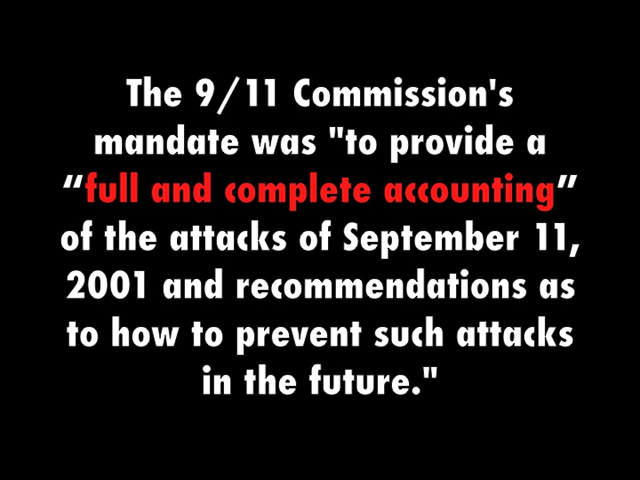 The 9/11 Commission's
mandate was "to provide a
“full and complete accounting”
of the attacks of September 11,
2001 and recommendations as
to how to prevent such attacks
in the future."